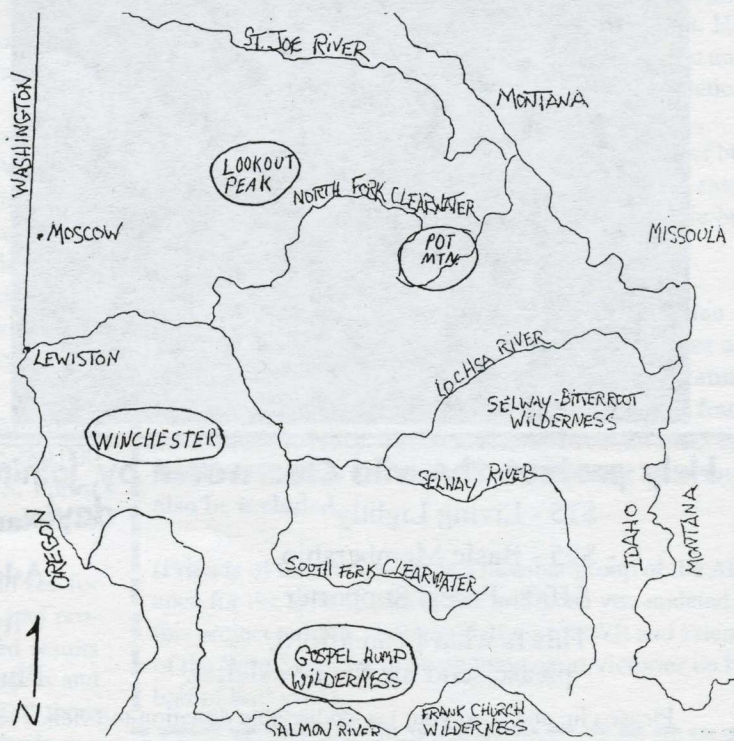 ST. JOE RIVER
MONTANA
WASHINGTON
LOOKOUT
PEAK
NORTH FORK CLEARWATER
MOSCOW
POT
MTN.
MISSOULA
LEWISTON
LOCHSA RIVER
SELWAY-BITTERROOT
WILDERNESS
WINCHESTER
SELWAY RIVER
OREGON
IDAHO
MONTANA
SOUTH FORK CLEARWATER
GOSPEL HUMP
WILDERNESS
N
SALMON RIVER
FRANK CHURCH
WILDERNESS